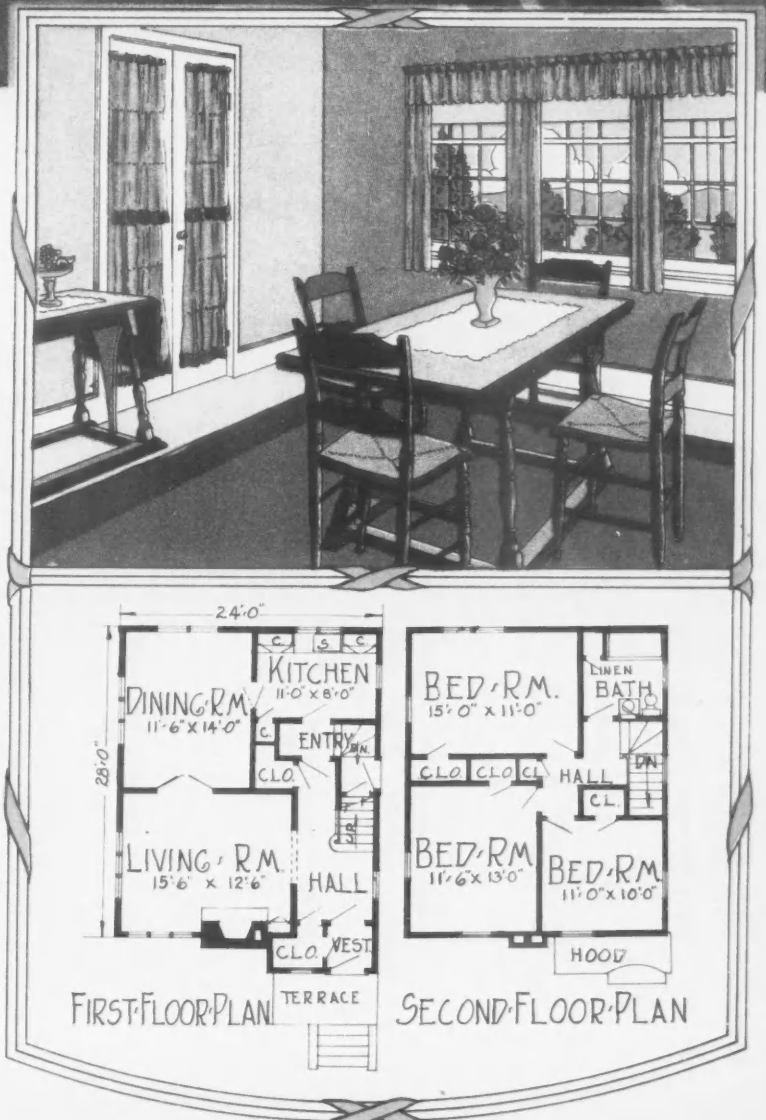 24'-0"
28'-0"
C. S C.
KITCHEN
11'-0" x 8'-0"
DINING·RM.
11'-6" x 14'-0"
C.
ENTRY
DN.
CLO.
UP.
LIVING·RM.
15'-6" x 12'-6"
HALL
CLO.
VEST.
TERRACE
FIRST·FLOOR·PLAN
LINEN
BATH
BED·RM.
15'-0" x 11'-0"
DN
CLO. CLO. CL.
HALL
CL.
BED·RM.
11'-6" x 13'-0"
BED·RM.
11'-0" x 10'-0"
HOOD
SECOND·FLOOR·PLAN